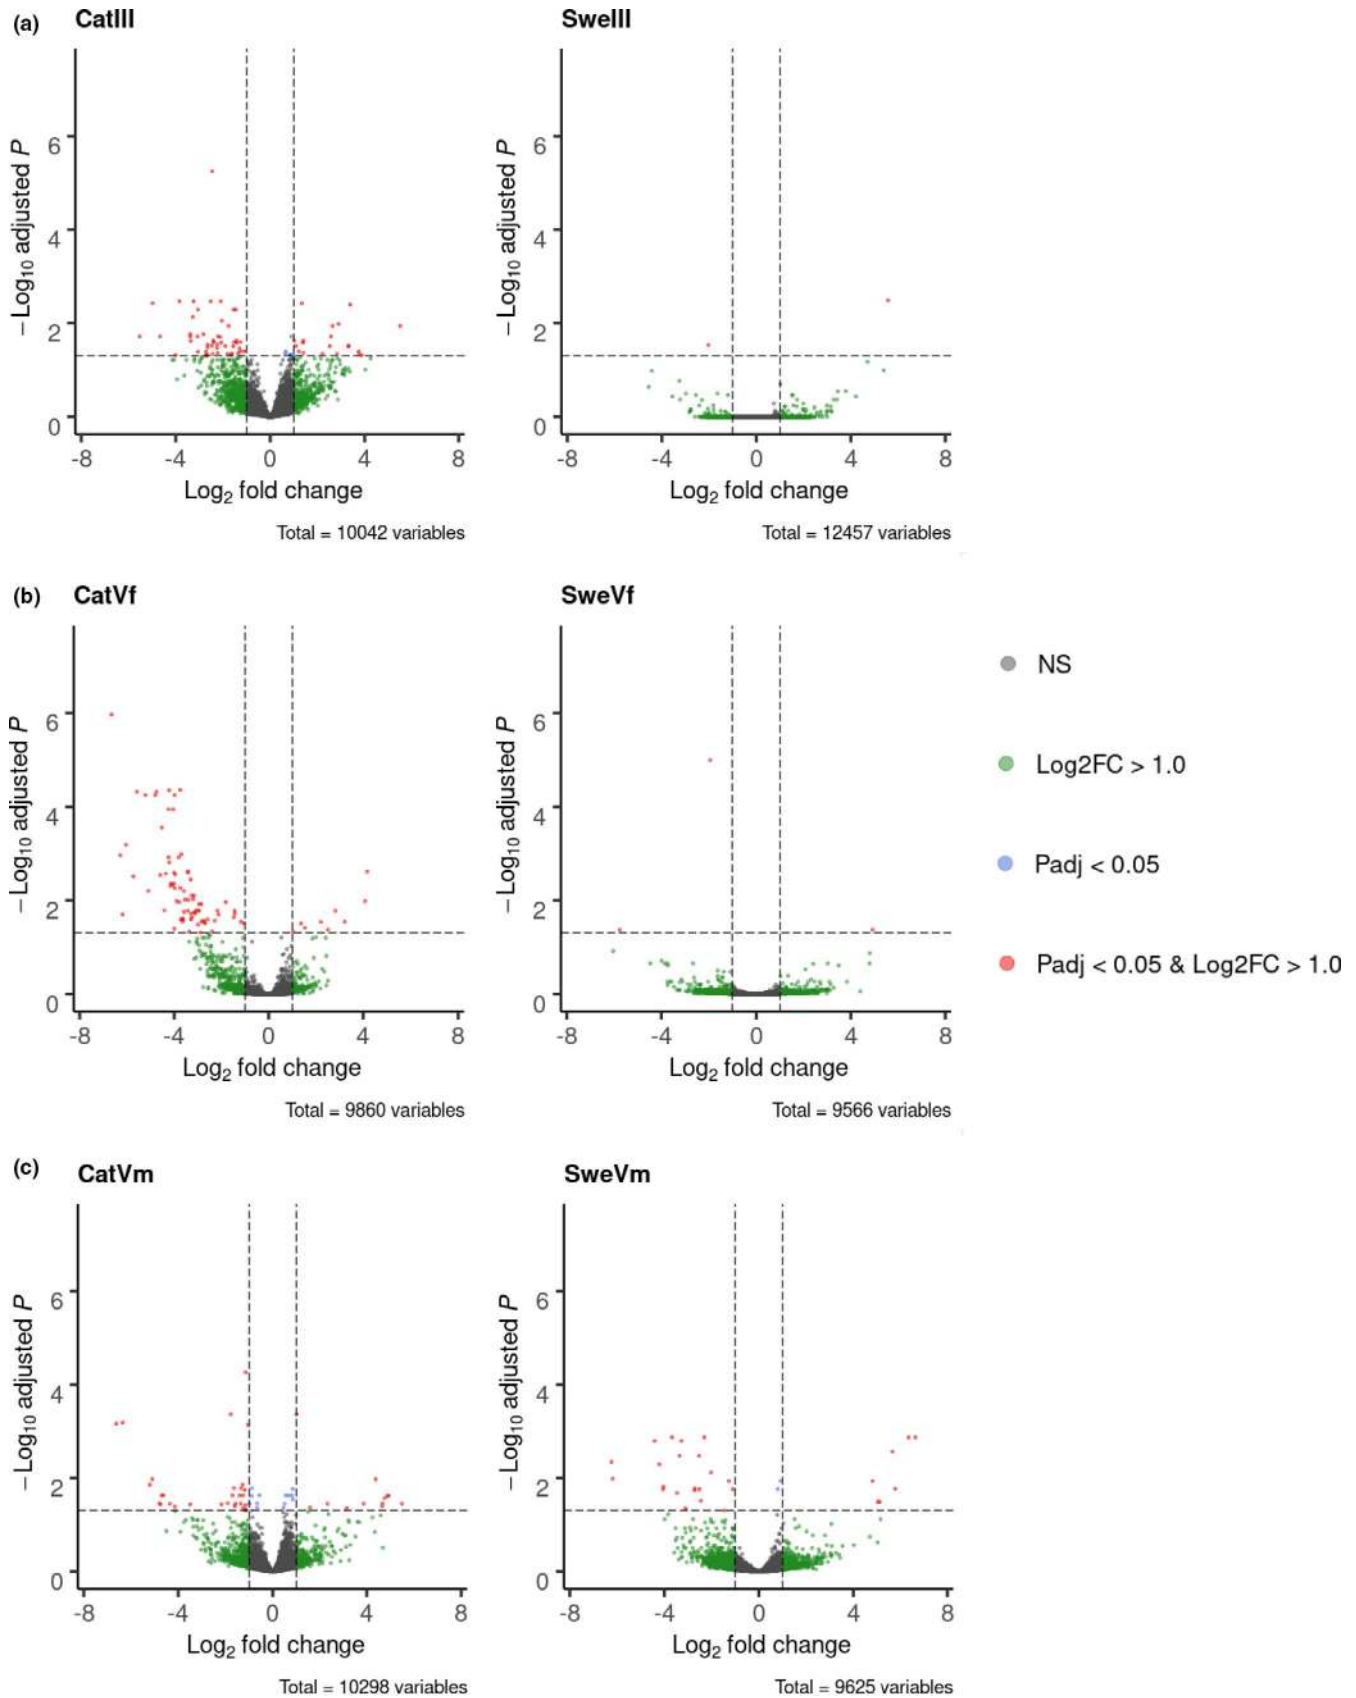 (a) CatIII SweIII
−Log10 adjusted P
6
4
2
0
-8 -4 0 4 8
Log2 fold change
Total = 10042 variables
−Log10 adjusted P
6
4
2
0
-8 -4 0 4 8
Log2 fold change
Total = 12457 variables
(b) CatVf SweVf
−Log10 adjusted P
6
4
2
0
-8 -4 0 4 8
Log2 fold change
Total = 9860 variables
−Log10 adjusted P
6
4
2
0
-8 -4 0 4 8
Log2 fold change
Total = 9566 variables
NS
Log2FC > 1.0
Padj < 0.05
Padj < 0.05 & Log2FC > 1.0
(c) CatVm SweVm
−Log10 adjusted P
6
4
2
0
-8 -4 0 4 8
Log2 fold change
Total = 10298 variables
−Log10 adjusted P
6
4
2
0
-8 -4 0 4 8
Log2 fold change
Total = 9625 variables